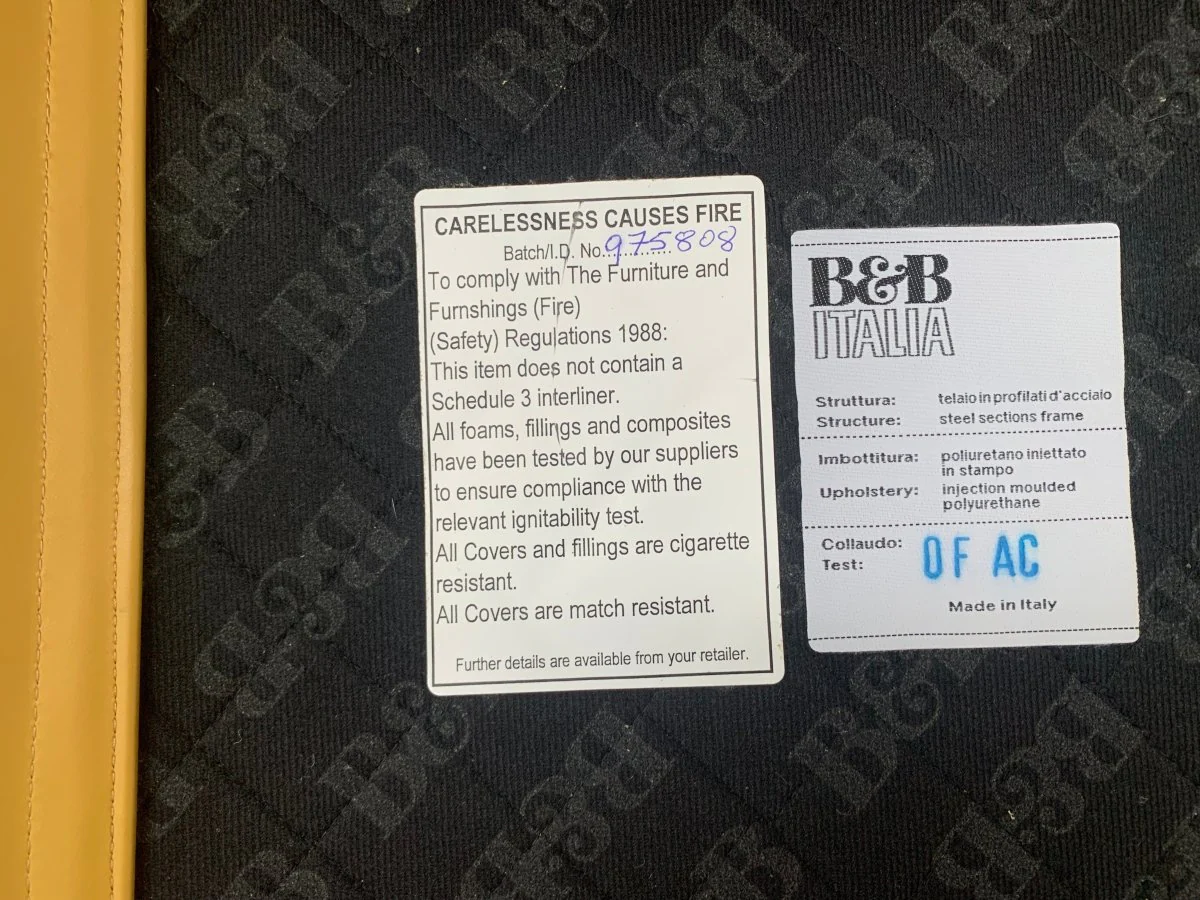 CARELESSNESS CAUSES FIRE
Batch/I.D. No.............975808
To comply with The Furniture and
Furnshings (Fire)
(Safety) Regulations 1988:
This item does not contain a
Schedule 3 interliner.
All foams, fillings and composites
have been tested by our suppliers
to ensure compliance with the
relevant ignitability test.
All Covers and fillings are cigarette
resistant.
All Covers are match resistant.
Further details are available from your retailer.
B&B
ITALIA
Struttura: telaio in profilati d'acciaio
Structure: steel sections frame
Imbottitura: poliuretano iniettato
in stampo
Upholstery: injection moulded
polyurethane
Collaudo:
Test: OF AC
Made in Italy
B&B
B&B
B&B
B&B
B&B
B&B
B&B
B&B
B&B
B&B
B&B
B&B